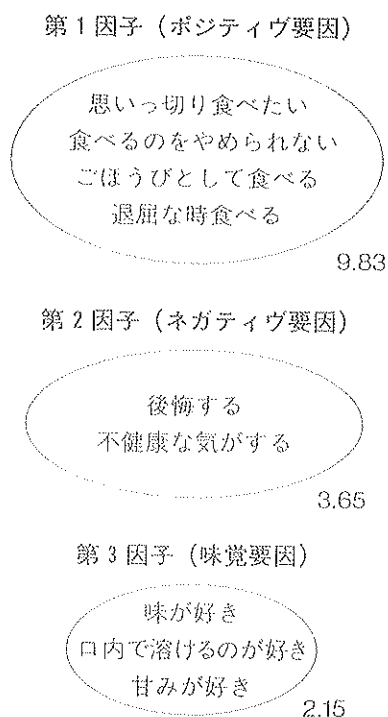 第1因子（ポジティヴ要因）
思いっ切り食べたい
食べるのをやめられない
ごほうびとして食べる
退屈な時食べる
9.83
第2因子（ネガティヴ要因）
後悔する
不健康な気がする
3.65
第3因子（味覚要因）
味が好き
口内で溶けるのが好き
甘みが好き
2.15